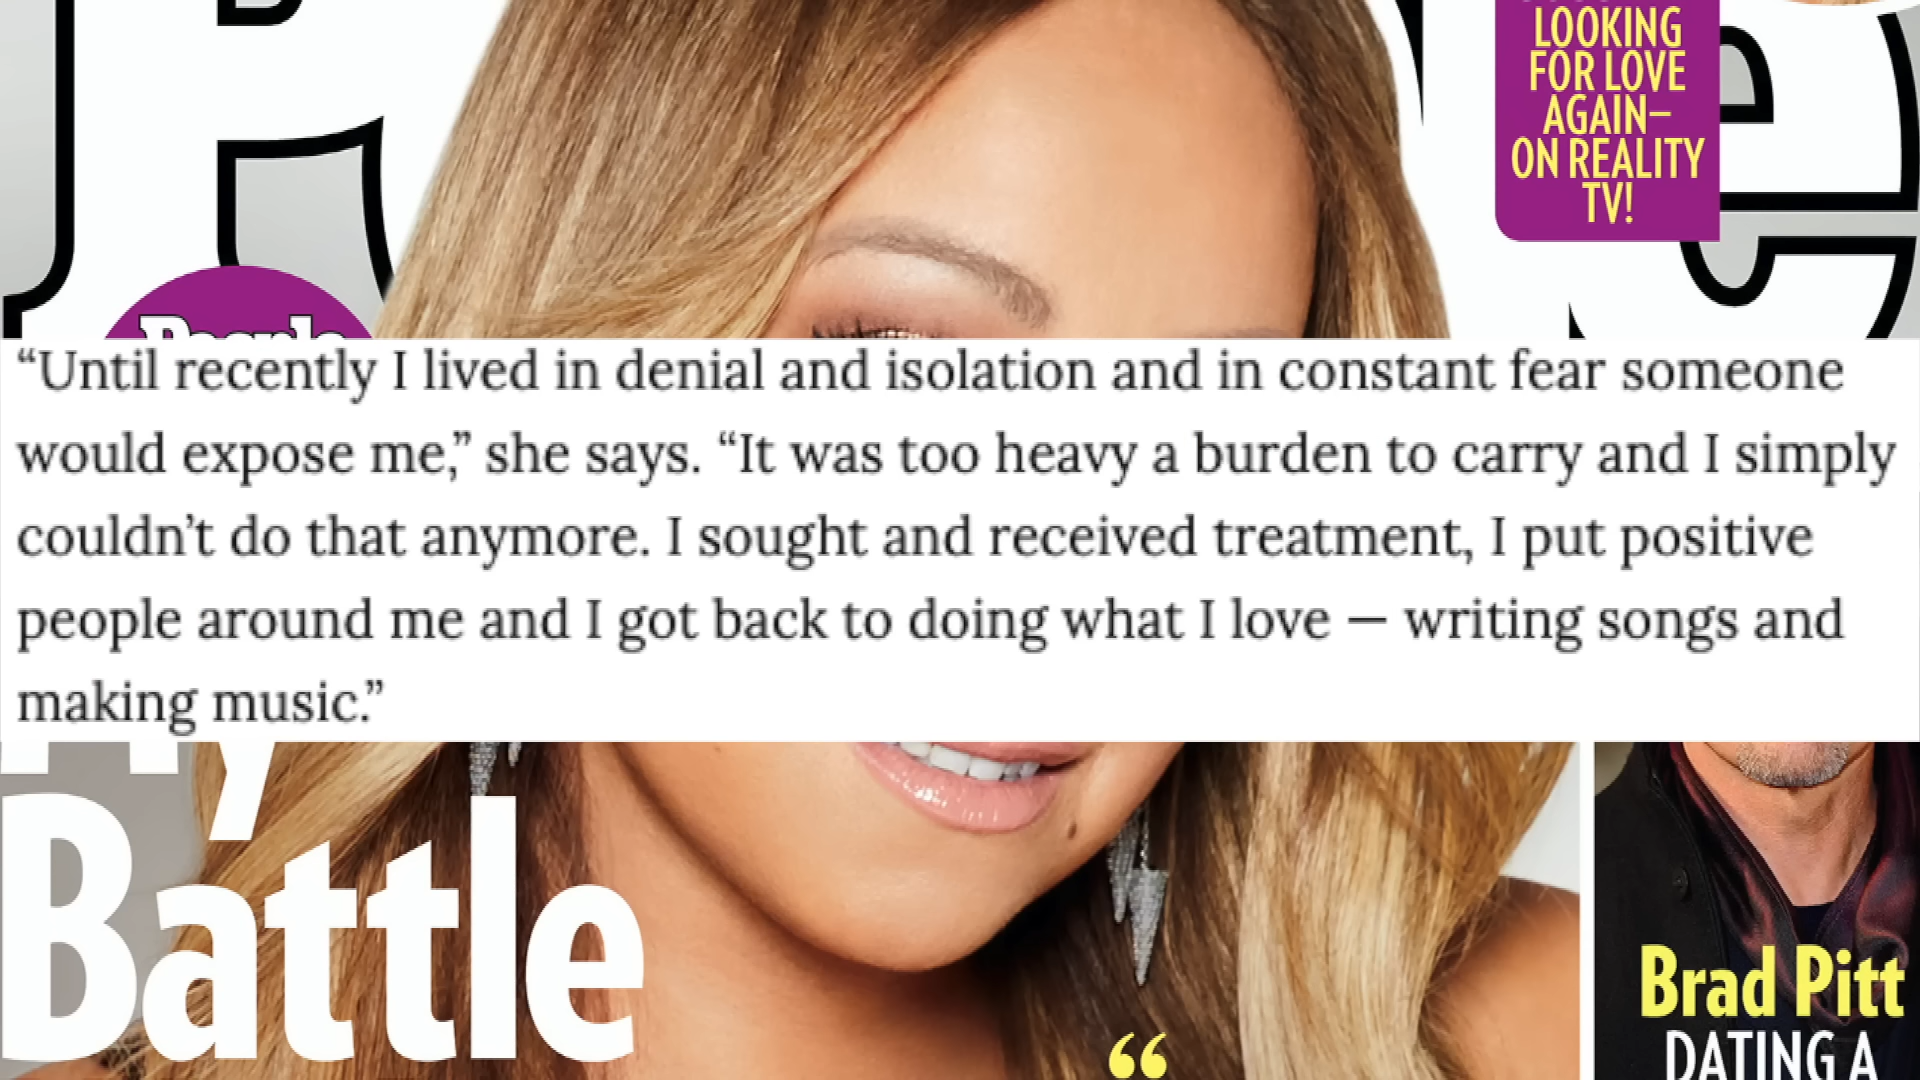 LOOKING
FOR LOVE
AGAIN–
ON REALITY
TV!
People
“Until recently I lived in denial and isolation and in constant fear someone
would expose me,” she says. “It was too heavy a burden to carry and I simply
couldn’t do that anymore. I sought and received treatment, I put positive
people around me and I got back to doing what I love — writing songs and
making music.”
Battle
“
Brad Pitt
DATING A